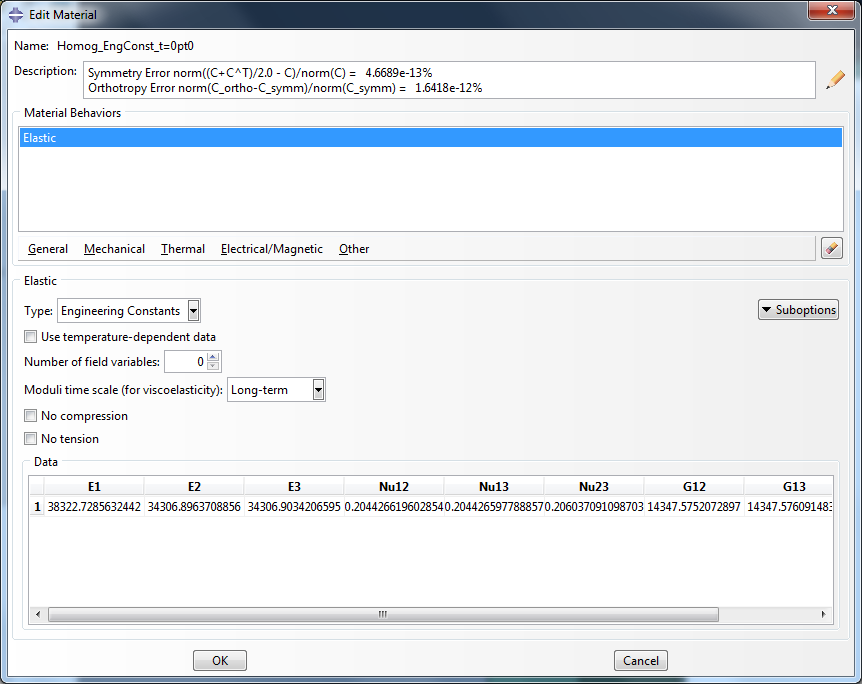 Edit Material
Name: Homog_EngConst_t=0pt0
Description: Symmetry Error norm((C+C^T)/2.0 - C)/norm(C) = 4.6689e-13%
Orthotropy Error norm(C_ortho-C_symm)/norm(C_symm) = 1.6418e-12%
Material Behaviors
Elastic
General Mechanical Thermal Electrical/Magnetic Other
Elastic
Type: Engineering Constants Suboptions
Use temperature-dependent data
Number of field variables: 0
Moduli time scale (for viscoelasticity): Long-term
No compression
No tension
Data
E1 E2 E3 Nu12 Nu13 Nu23 G12 G13
1 38322.7285632442 34306.8963708856 34306.9034206595 0.204426619602854 0.204426597788857 0.206037091098703 14347.5752072897 14347.576091483
OK Cancel